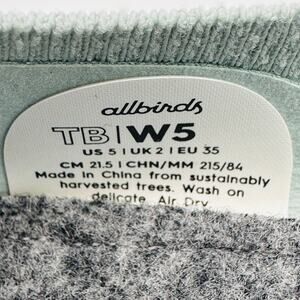 allbirds
TB | W5
US 5 | UK 2 | EU 35
CM 21.5 | CHN/MM 215/84
Made in China from sustainably
harvested trees. Wash on
delicate. Air Dry.